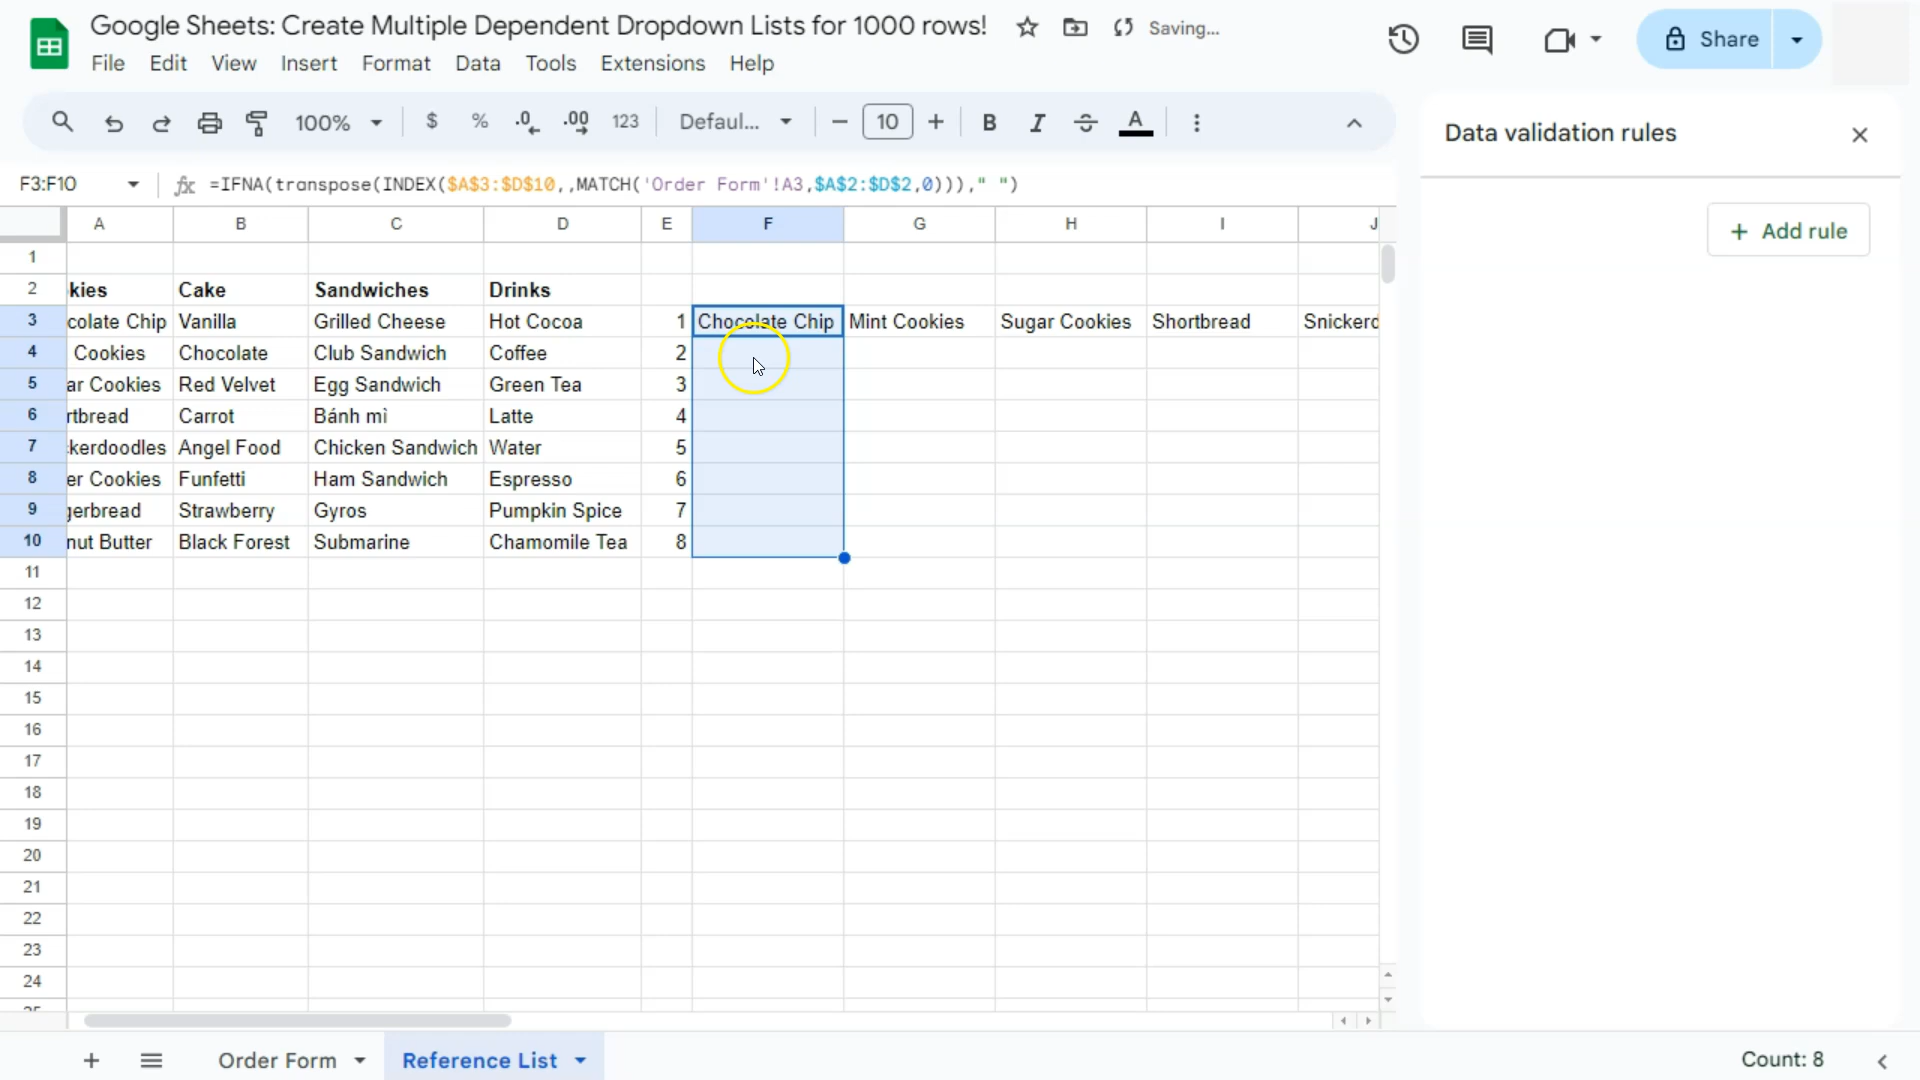 Google Sheets: Create Multiple Dependent Dropdown Lists for 1000 rows!
Saving...
Share
File Edit View Insert Format Data Tools Extensions Help
Data validation rules
100% $ % .0 .00 123 Defaul... 10 B I S A
F3:F10 fx =IFNA(transpose(INDEX($A$3:$D$10,,MATCH('Order Form'!A3,$A$2:$D$2,0)))," ")
+ Add rule
A B C D E F G H I J
1
2 kies Cake Sandwiches Drinks
3 colate Chip Vanilla Grilled Cheese Hot Cocoa 1 Chocolate Chip Mint Cookies Sugar Cookies Shortbread Snickerd
4 Cookies Chocolate Club Sandwich Coffee 2
5 ar Cookies Red Velvet Egg Sandwich Green Tea 3
6 rtbread Carrot Bánh mì Latte 4
7 kerdoodles Angel Food Chicken Sandwich Water 5
8 er Cookies Funfetti Ham Sandwich Espresso 6
9 gerbread Strawberry Gyros Pumpkin Spice 7
10 nut Butter Black Forest Submarine Chamomile Tea 8
11
12
13
14
15
16
17
18
19
20
21
22
23
24
25
Order Form Reference List Count: 8